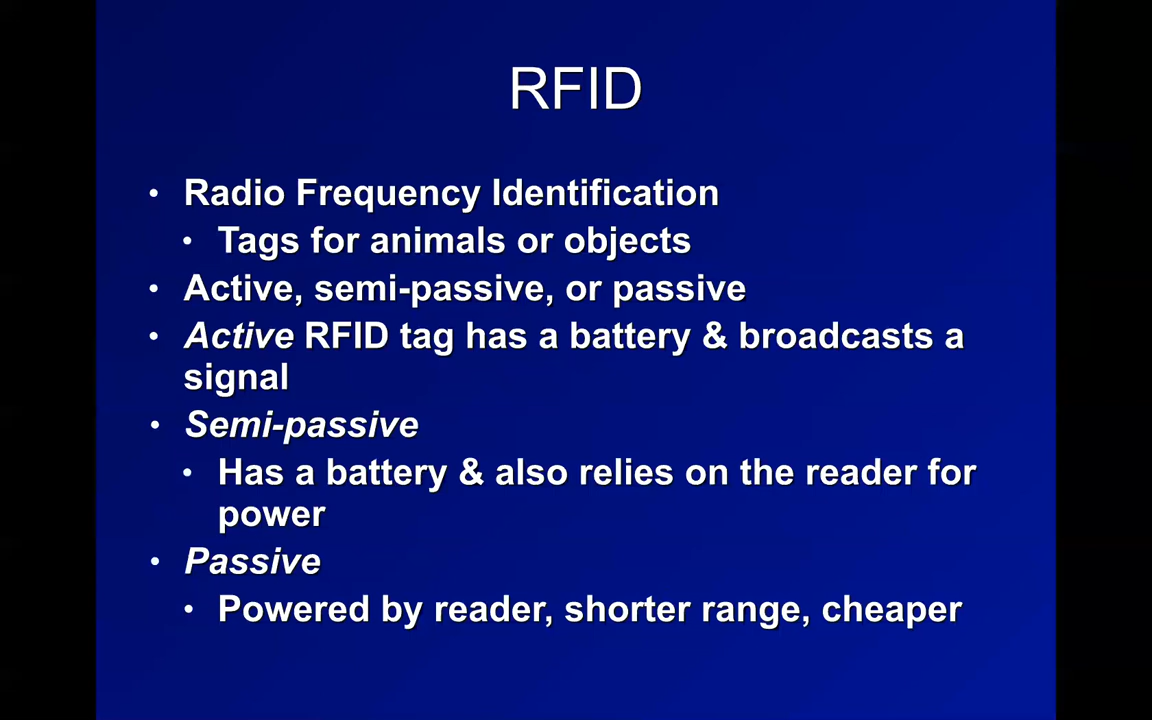 RFID
• Radio Frequency Identification
• Tags for animals or objects
• Active, semi-passive, or passive
• Active RFID tag has a battery & broadcasts a
signal
• Semi-passive
• Has a battery & also relies on the reader for
power
• Passive
• Powered by reader, shorter range, cheaper